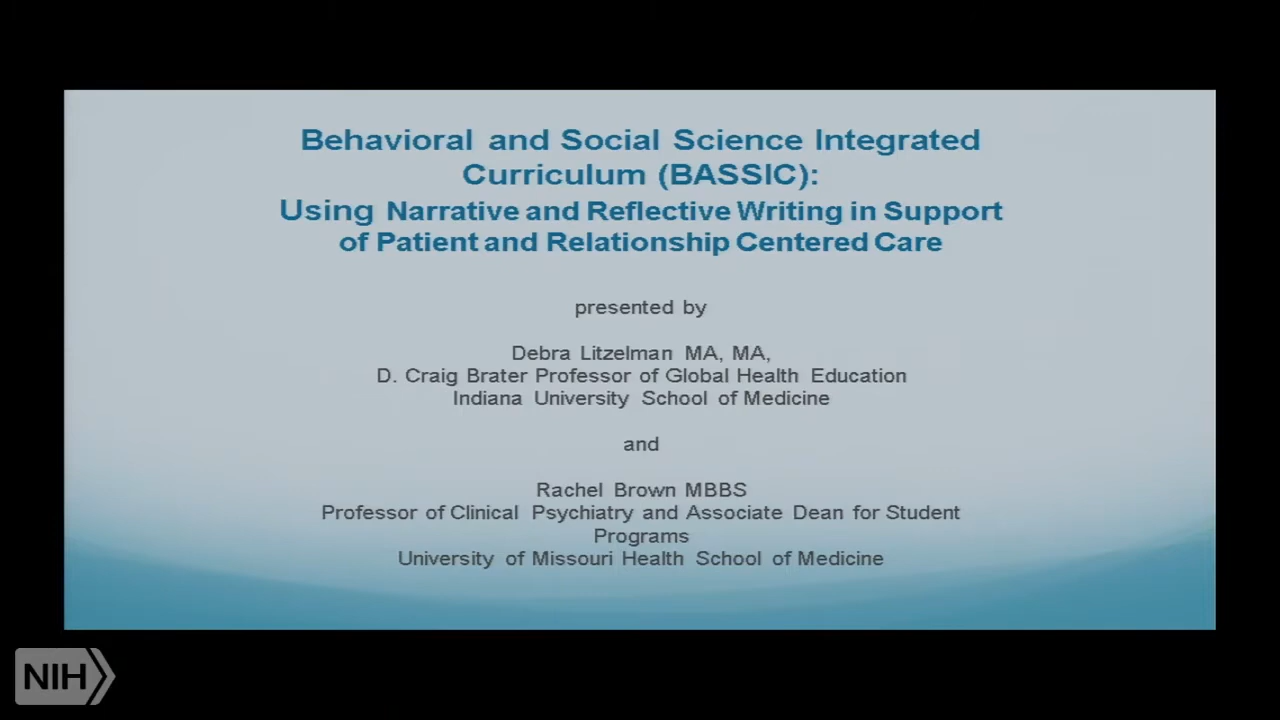 Behavioral and Social Science Integrated
Curriculum (BASSIC):
Using Narrative and Reflective Writing in Support
of Patient and Relationship Centered Care
presented by
Debra Litzelman MA, MA,
D. Craig Brater Professor of Global Health Education
Indiana University School of Medicine
and
Rachel Brown MBBS
Professor of Clinical Psychiatry and Associate Dean for Student
Programs
University of Missouri Health School of Medicine
NIH